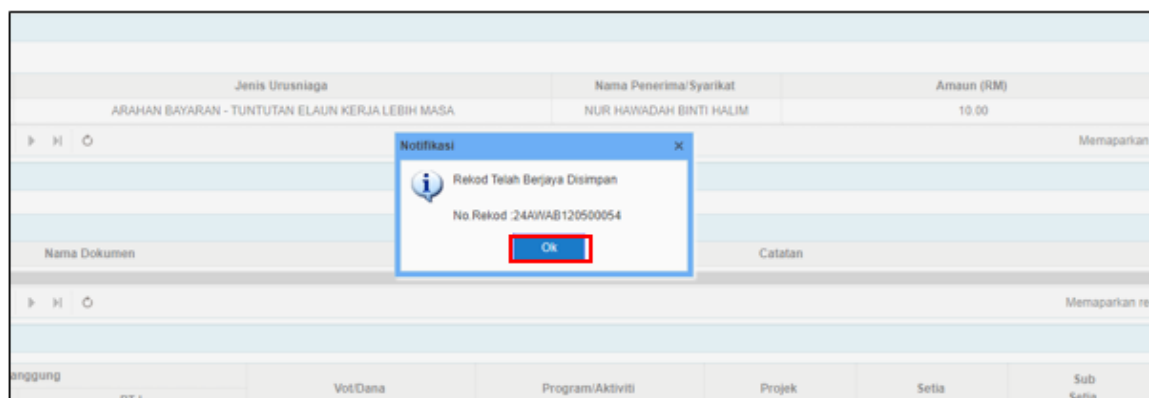 Jenis Urusniaga Nama Penerima/Syarikat Amaun (RM)
ARAHAN BAYARAN - TUNTUTAN ELAUN KERJA LEBIH MASA NUR HAWADAH BINTI HALIM 10.00
Memaparkan
Notifikasi
Rekod Telah Berjaya Disimpan
No.Rekod :24AWAB120500054
Ok
Nama Dokumen Catatan
Memaparkan re
anggung
Vot/Dana Program/Aktiviti Projek Setia Sub
Setia